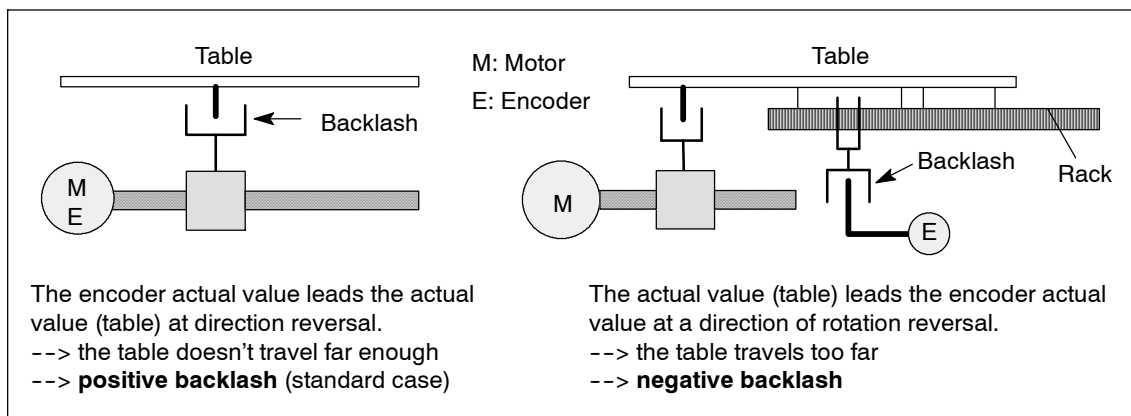 Table
Backlash
M
E
M: Motor
E: Encoder
Table
Backlash
Rack
M
E
The encoder actual value leads the actual
value (table) at direction reversal.
--> the table doesn't travel far enough
--> positive backlash (standard case)
The actual value (table) leads the encoder actual
value at a direction of rotation reversal.
--> the table travels too far
--> negative backlash